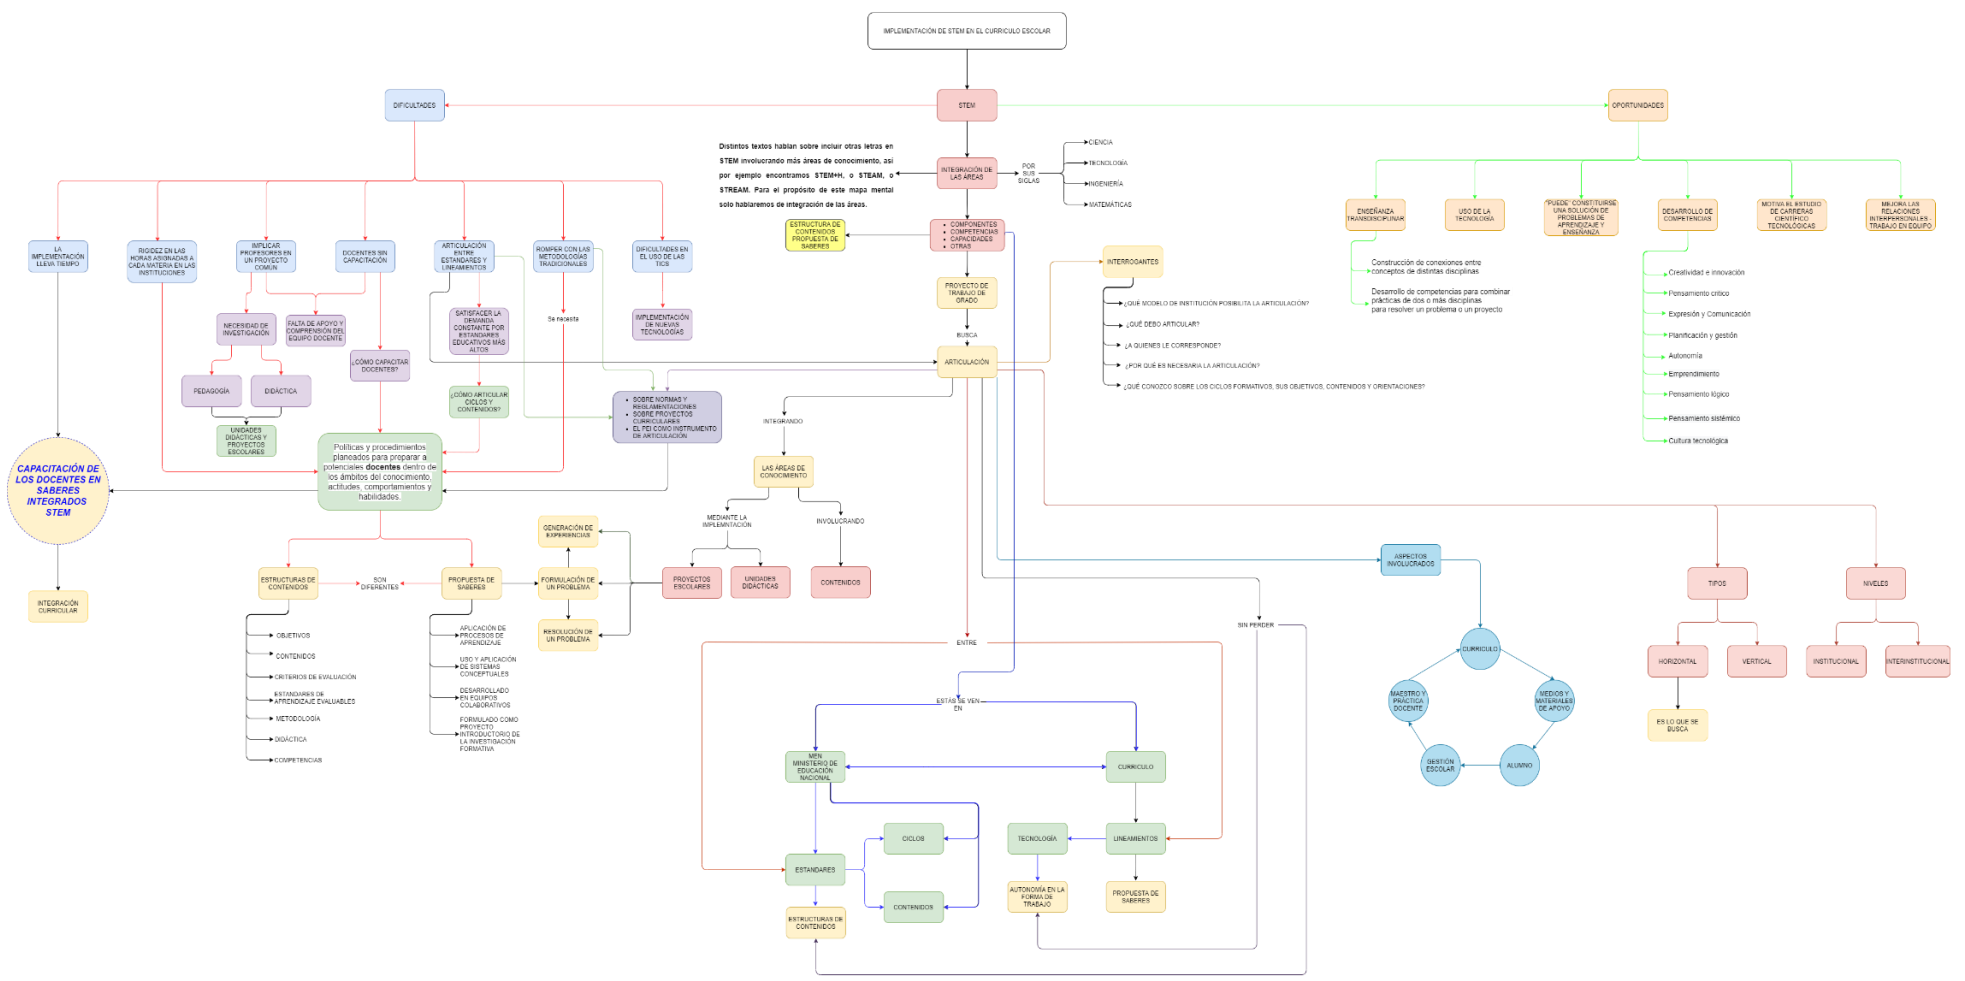 IMPLEMENTACIÓN DE STEM EN EL CURRICULO ESCOLAR
DIFICULTADES
STEM
OPORTUNIDADES
Distintos textos hablan sobre incluir otras letras en
STEM involucrando más áreas de conocimiento, así
por ejemplo encontramos STEM+H, o STEAM, o
STREAM. Para el propósito de este mapa mental
solo hablaremos de integración de las áreas.
INTEGRACIÓN DE
LAS ÁREAS
POR
SUS
SIGLAS
CIENCIA
TECNOLOGÍA
INGENIERÍA
MATEMÁTICAS
ESTRUCTURA DE
CONTENIDOS
PROPUESTA DE
SABERES
• COMPONENTES
• COMPETENCIAS
• CAPACIDADES
• OTRAS
ENSEÑANZA
TRANSDISCIPLINAR
USO DE LA
TECNOLOGÍA
"PUEDE" CONSTITUIRSE
UNA SOLUCIÓN DE
PROBLEMAS DE
APRENDIZAJE Y
ENSEÑANZA
DESARROLLO DE
COMPETENCIAS
MOTIVA EL ESTUDIO
DE CARRERAS
CIENTÍFICO
TECNOLÓGICAS
MEJORA LAS
RELACIONES
INTERPERSONALES -
TRABAJO EN EQUIPO
LA
IMPLEMENTACIÓN
LLEVA TIEMPO
RIGIDEZ EN LAS
HORAS ASIGNADAS A
CADA MATERIA EN LAS
INSTITUCIONES
IMPLICAR
PROFESORES EN UN
PROYECTO
COMÚN
DOCENTES SIN
CAPACITACIÓN
ARTICULACIÓN
ENTRE
ESTANDARES Y
LINEAMIENTOS
ROMPER CON LAS
METODOLOGÍAS
TRADICIONALES
DIFICULTADES EN
EL USO DE LAS
TICS
INTERROGANTES
¿QUÉ MODELO DE INSTITUCIÓN POSIBILITA LA ARTICULACIÓN?
¿QUÉ DEBO ARTICULAR?
¿A QUIENES LE CORRESPONDE?
¿POR QUÉ ES NECESARIA LA ARTICULACIÓN?
¿QUÉ CONOZCO SOBRE LOS CICLOS FORMATIVOS, SUS OBJETIVOS, CONTENIDOS Y ORIENTACIONES?
Construcción de conexiones entre
conceptos de distintas disciplinas
Desarrollo de competencias para combinar
prácticas de dos o más disciplinas
para resolver un problema o un proyecto
Creatividad e innovación
Pensamiento critico
Expresión y Comunicación
Planificación y gestión
Autonomía
Emprendimiento
Pensamiento lógico
Pensamiento sistémico
Cultura tecnológica
PROYECTO DE
TRABAJO DE
GRADO
BUSCA
ARTICULACIÓN
NECESIDAD DE
INVESTIGACIÓN
FALTA DE APOYO Y
COMPRENSIÓN DEL
EQUIPO DOCENTE
SATISFACER LA
DEMANDA
CONSTANTE POR
ESTANDARES
EDUCATIVOS MÁS
ALTOS
Se necesita
IMPLEMENTACIÓN
DE NUEVAS
TECNOLOGÍAS
¿CÓMO CAPACITAR
DOCENTES?
PEDAGOGÍA
DIDÁCTICA
¿CÓMO ARTICULAR
CICLOS Y
CONTENIDOS?
• SOBRE NORMAS Y
REGLAMENTACIONES
• SOBRE PROYECTOS
CURRICULARES
• EL PEI COMO INSTRUMENTO
DE ARTICULACIÓN
UNIDADES
DIDÁCTICAS Y
PROYECTOS
ESCOLARES
INTEGRANDO
LAS ÁREAS DE
CONOCIMIENTO
CAPACITACIÓN DE
LOS DOCENTES EN
SABERES
INTEGRADOS
STEM
Políticas y procedimientos
planeados para preparar a
potenciales docentes dentro de
los ámbitos del conocimiento,
actitudes, comportamientos y
habilidades.
MEDIANTE LA
IMPLEMNTACIÓN
INVOLUCRANDO
GENERACIÓN DE
EXPERIENCIAS
ESTRUCTURAS DE
CONTENIDOS
SON
DIFERENTES
PROPUESTA DE
SABERES
FORMULACIÓN DE
UN PROBLEMA
PROYECTOS
ESCOLARES
UNIDADES
DIDÁCTICAS
CONTENIDOS
INTEGRACIÓN
CURRICULAR
RESOLUCIÓN DE
UN PROBLEMA
OBJETIVOS
CONTENIDOS
CRITERIOS DE EVALUACIÓN
ESTANDARES DE
APRENDIZAJE EVALUABLES
METODOLOGÍA
DIDÁCTICA
COMPETENCIAS
APLICACIÓN DE
PROCESOS DE
APRENDIZAJE
USO Y APLICACIÓN
DE SISTEMAS
CONCEPTUALES
DESARROLLADO
EN EQUIPOS
COLABORATIVOS
FORMULADO COMO
PROYECTO
INTRODUCTORIO DE
LA INVESTIGACIÓN
FORMATIVA
ENTRE
SIN PERDER
ESTÁS SE VEN
EN
ASPECTOS
INVOLUCRADOS
CURRICULO
MEDIOS Y
MATERIALES
DE APOYO
ALUMNO
GESTIÓN
ESCOLAR
MAESTRO Y
PRÁCTICA
DOCENTE
TIPOS
NIVELES
HORIZONTAL
VERTICAL
INSTITUCIONAL
INTERINSTITUCIONAL
ES LO QUE SE
BUSCA
MEN
MINISTERIO DE
EDUCACIÓN
NACIONAL
CURRICULO
CICLOS
TECNOLOGÍA
LINEAMIENTOS
ESTANDARES
CONTENIDOS
AUTONOMÍA EN LA
FORMA DE
TRABAJO
PROPUESTA DE
SABERES
ESTRUCTURAS DE
CONTENIDOS